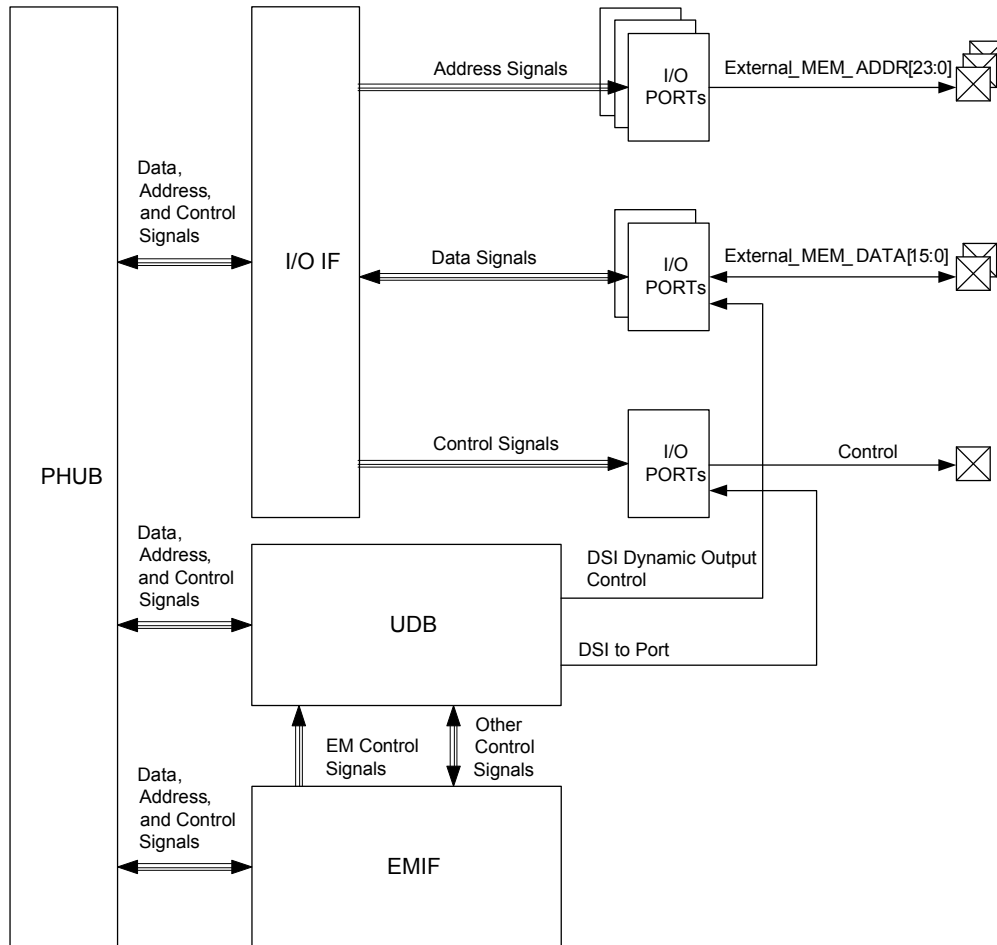 Address Signals
I/O
PORTs
External_MEM_ADDR[23:0]
Data,
Address,
and Control
Signals
I/O IF
Data Signals
I/O
PORTs
External_MEM_DATA[15:0]
Control Signals
I/O
PORTs
Control
PHUB
Data,
Address,
and Control
Signals
UDB
DSI Dynamic Output
Control
DSI to Port
EM Control
Signals
Other
Control
Signals
Data,
Address,
and Control
Signals
EMIF